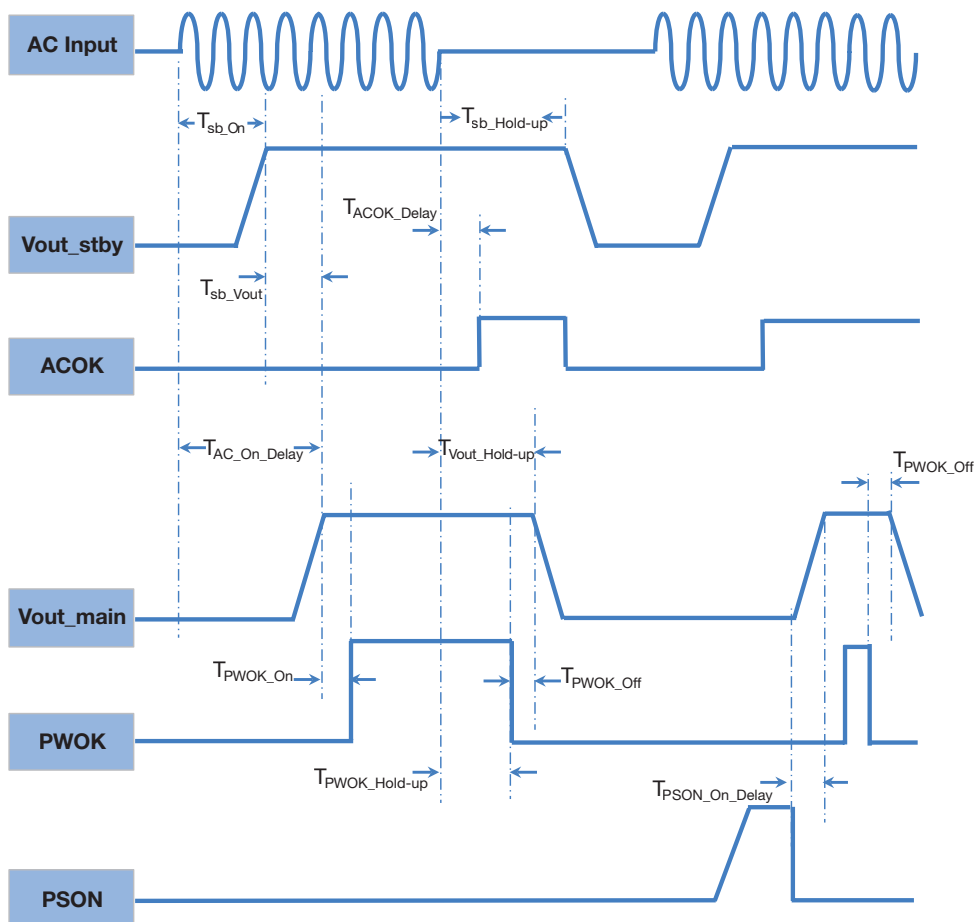 AC Input
T_sb_On
T_sb_Hold-up
T_ACOK_Delay
Vout_stby
T_sb_Vout
ACOK
T_AC_On_Delay
T_Vout_Hold-up
T_PWOK_Off
Vout_main
T_PWOK_On
T_PWOK_Off
PWOK
T_PWOK_Hold-up
T_PSON_On_Delay
PSON